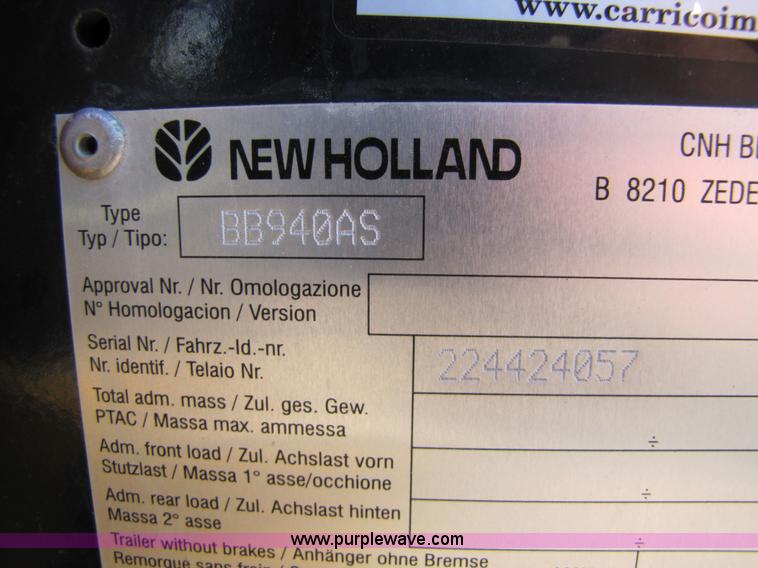 www.carricoim
NEW HOLLAND
CNH
B 8210 ZEDE
Type
Typ / Tipo:
BB940AS
Approval Nr. / Nr. Omologazione
N° Homologacion / Version
Serial Nr. / Fahrz.-Id.-nr.
Nr. identif. / Telaio Nr.
224424057
Total adm. mass / Zul. ges. Gew.
PTAC / Massa max. ammessa
÷
Adm. front load / Zul. Achslast vorn
Stutzlast / Massa 1° asse/occhione
÷
Adm. rear load / Zul. Achslast hinten
Massa 2° asse
÷
www.purplewave.com
Trailer without brakes / Anhänger ohne Bremse
Remorque sans frein /